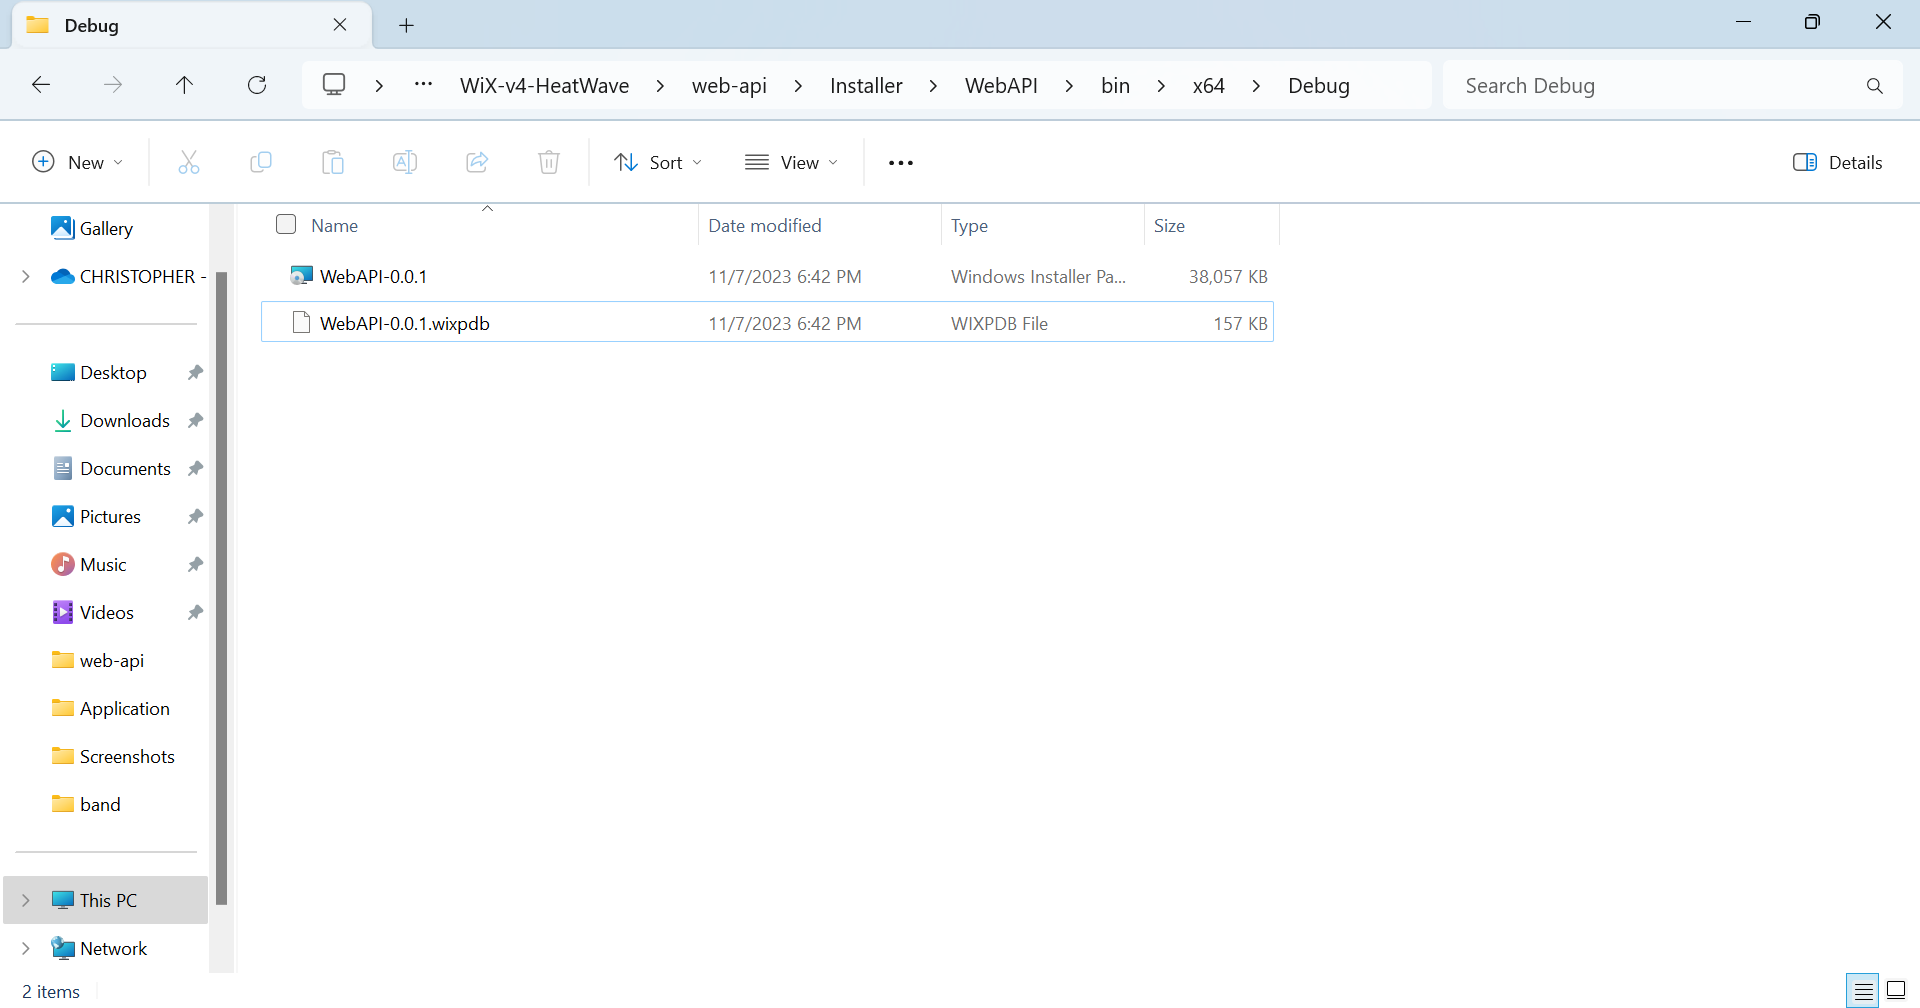 Debug
WiX-v4-HeatWave > web-api > Installer > WebAPI > bin > x64 > Debug
Search Debug
New
Sort
View
Details
Name Date modified Type Size
WebAPI-0.0.1 11/7/2023 6:42 PM Windows Installer Pa... 38,057 KB
WebAPI-0.0.1.wixpdb 11/7/2023 6:42 PM WIXPDB File 157 KB
Gallery
CHRISTOPHER -
Desktop
Downloads
Documents
Pictures
Music
Videos
web-api
Application
Screenshots
band
This PC
Network
2 items